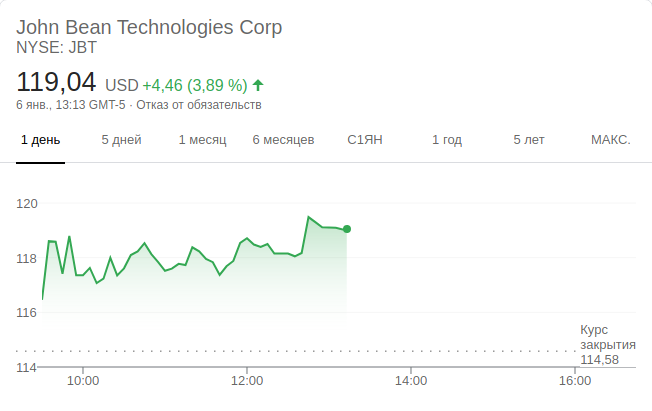 John Bean Technologies Corp
NYSE: JBT
119,04 USD +4,46 (3,89 %)
6 янв., 13:13 GMT-5 · Отказ от обязательств
1 день 5 дней 1 месяц 6 месяцев С1ЯН 1 год 5 лет МАКС.
120
118
116
Курс
закрытия
114,58
114
10:00 12:00 14:00 16:00